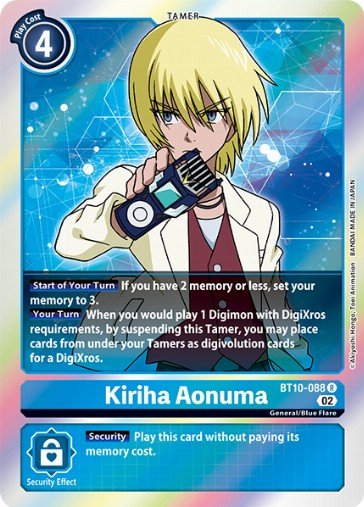 TAMER
Play Cost
4
Start of Your Turn If you have 2 memory or less, set your
memory to 3.
Your Turn When you would play 1 Digimon with DigiXros
requirements, by suspending this Tamer, you may place
cards from under your Tamers as digivolution cards
for a DigiXros.
©Akiyoshi Hongo, Toei Animation BANDAI MADE IN JAPAN
Kiriha Aonuma
BT10-088 R
02
General/Blue Flare
Security Play this card without paying its
memory cost.
Security Effect